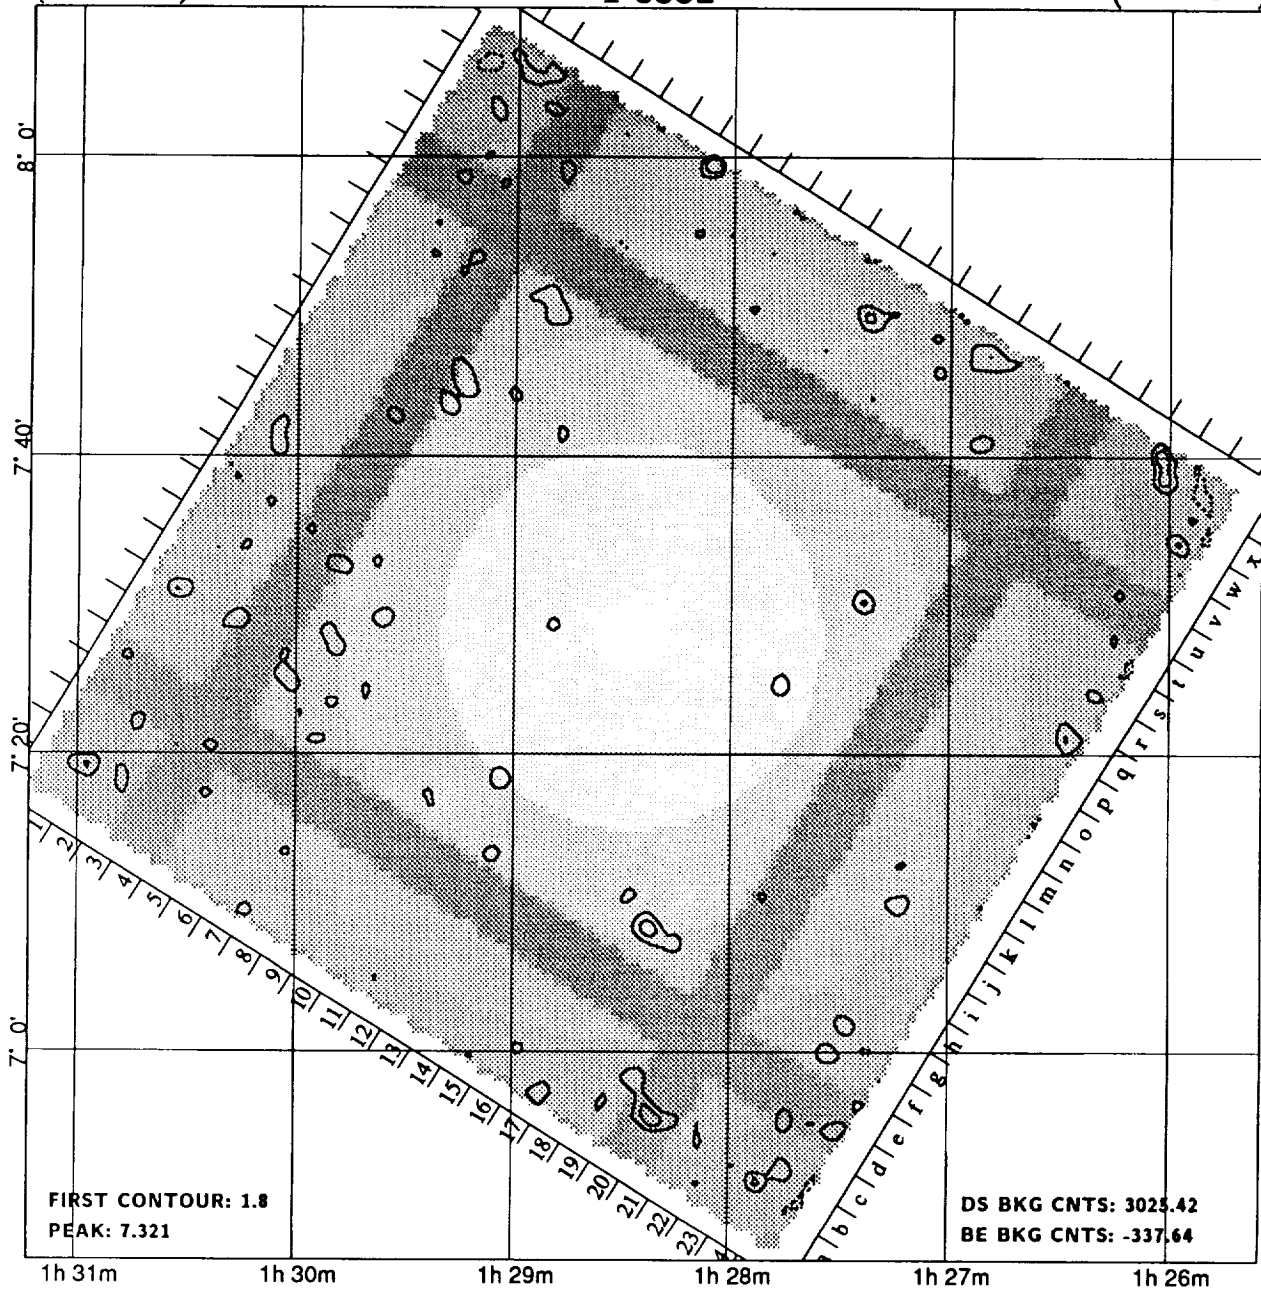 8° 0'
7° 40'
7° 20'
7° 0'
1 2 3 4 5 6 7 8 9 10 11 12 13 14 15 16 17 18 19 20 21 22 23
b c d e f g h i j k l m n o p q r s t u v w x
FIRST CONTOUR: 1.8
PEAK: 7.321
DS BKG CNTS: 3025.42
BE BKG CNTS: -337.64
1h 31m 1h 30m 1h 29m 1h 28m 1h 27m 1h 26m